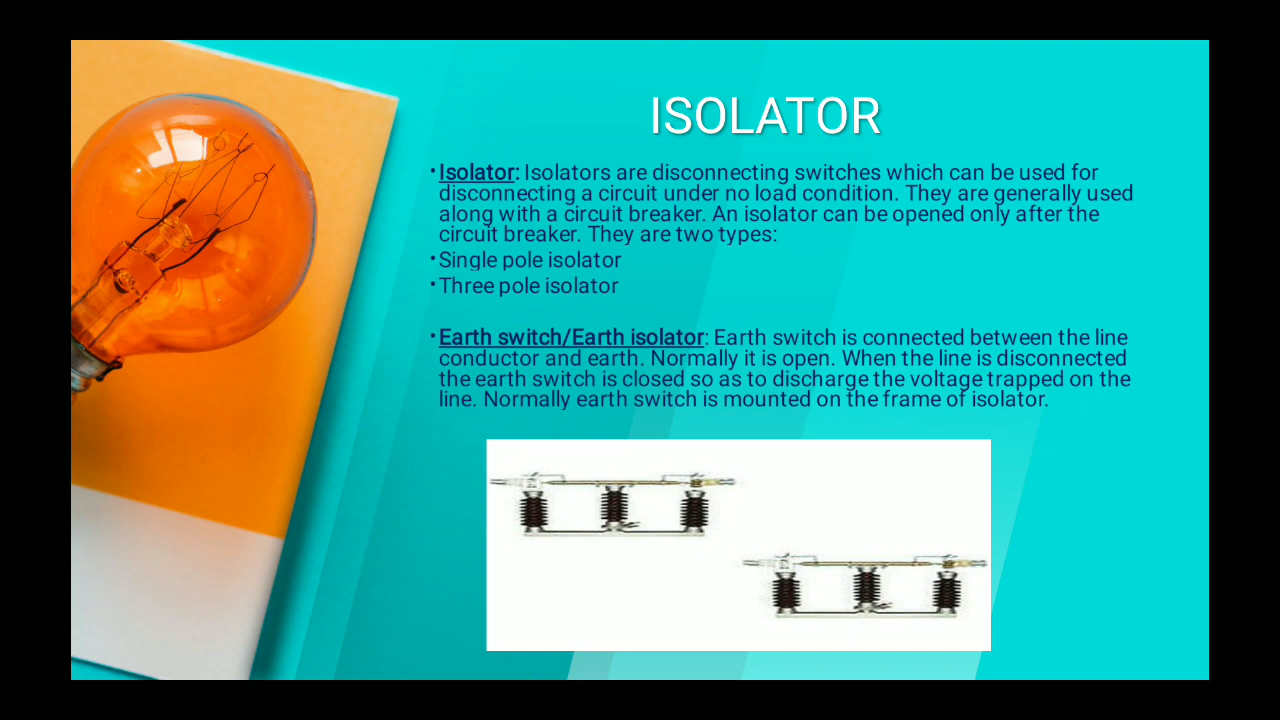 ISOLATOR
•Isolator: Isolators are disconnecting switches which can be used for
disconnecting a circuit under no load condition. They are generally used
along with a circuit breaker. An isolator can be opened only after the
circuit breaker. They are two types:
•Single pole isolator
•Three pole isolator
•Earth switch/Earth isolator: Earth switch is connected between the line
conductor and earth. Normally it is open. When the line is disconnected
the earth switch is closed so as to discharge the voltage trapped on the
line. Normally earth switch is mounted on the frame of isolator.